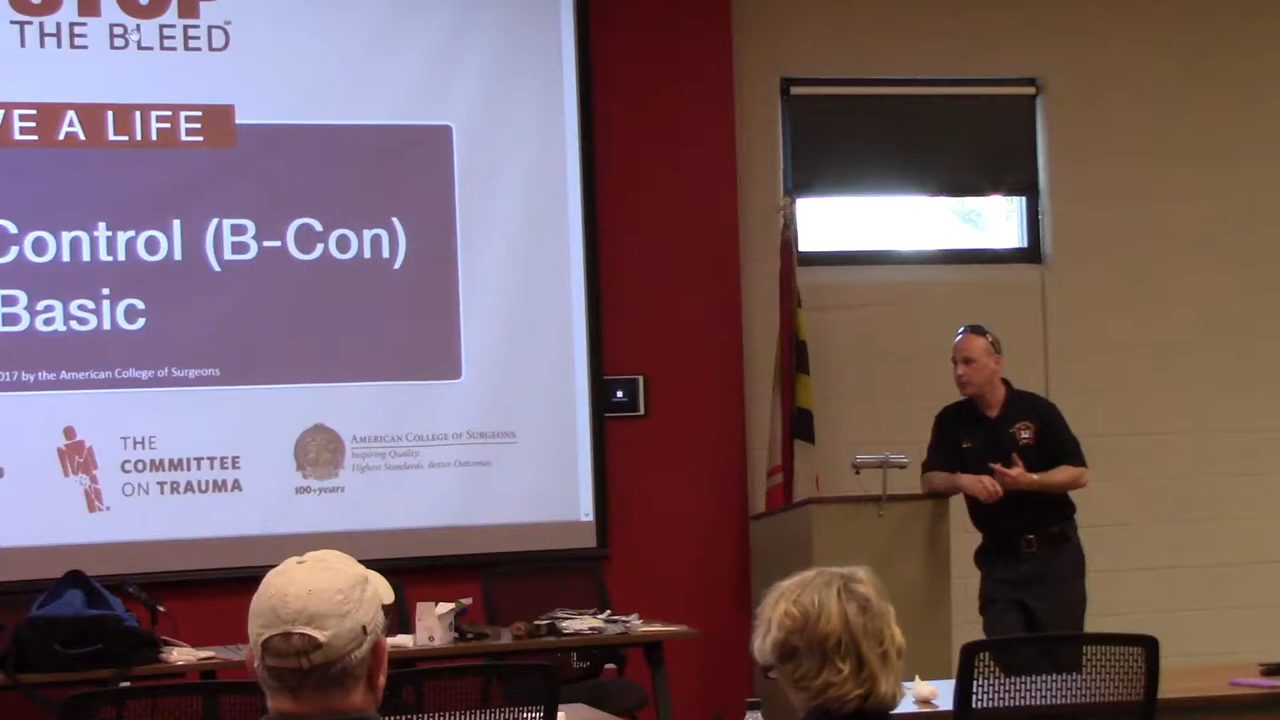 STOP
THE BLEED
VE A LIFE
Control (B-Con)
Basic
017 by the American College of Surgeons
THE
COMMITTEE
ON TRAUMA
AMERICAN COLLEGE OF SURGEONS
Inspiring Quality:
Highest Standards, Better Outcomes
100+years